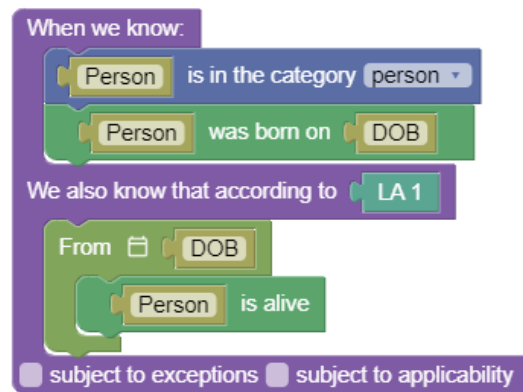 When we know:
Person is in the category person
Person was born on DOB
We also know that according to LA 1
From DOB
Person is alive
subject to exceptions subject to applicability